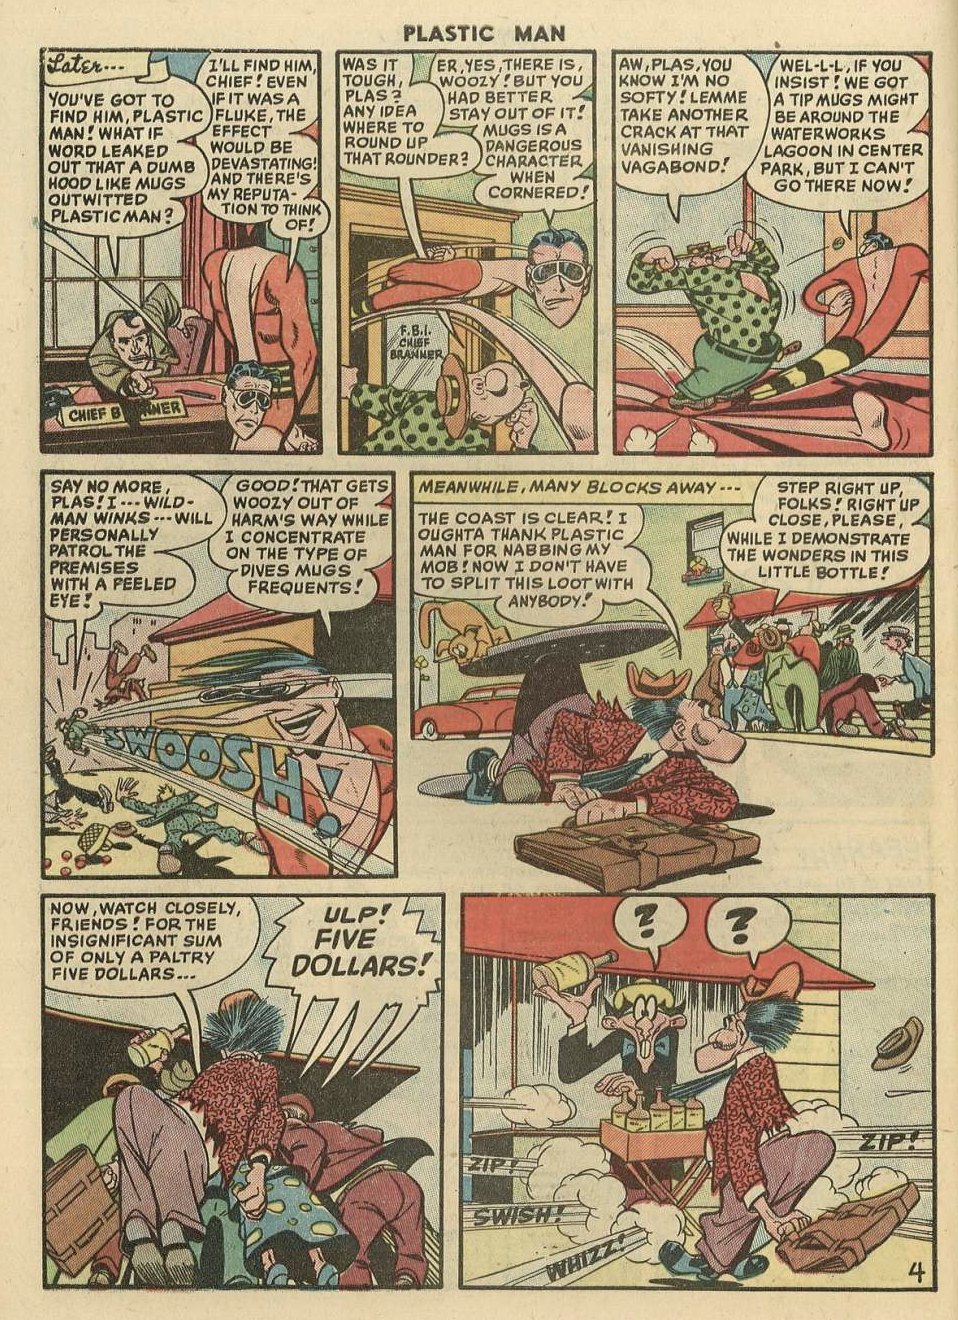 PLASTIC MAN
Later---
YOU'VE GOT TO
FIND HIM, PLASTIC
MAN! WHAT IF
WORD LEAKED
OUT THAT A DUMB
HOOD LIKE MUGS
OUTWITTED
PLASTIC MAN?
I'LL FIND HIM,
CHIEF! EVEN
IF IT WAS A
FLUKE, THE
EFFECT
WOULD BE
DEVASTATING!
AND THERE'S
MY REPUTA-
TION TO THINK
OF!
CHIEF B NNER
WAS IT
TOUGH,
PLAS?
ANY IDEA
WHERE TO
ROUND UP
THAT ROUNDER?
ER, YES, THERE IS,
WOOZY! BUT YOU
HAD BETTER
STAY OUT OF IT!
MUGS IS A
DANGEROUS
CHARACTER
WHEN
CORNERED!
F.B.I.
CHIEF
BRANNER
AW, PLAS, YOU
KNOW I'M NO
SOFTY! LEMME
TAKE ANOTHER
CRACK AT THAT
VANISHING
VAGABOND!
WEL-L-L, IF YOU
INSIST! WE GOT
A TIP MUGS MIGHT
BE AROUND THE
WATERWORKS
LAGOON IN CENTER
PARK, BUT I CAN'T
GO THERE NOW!
SAY NO MORE,
PLAS! I --- WILD-
MAN WINKS --- WILL
PERSONALLY
PATROL THE
PREMISES
WITH A PEELED
EYE!
GOOD! THAT GETS
WOOZY OUT OF
HARM'S WAY WHILE
I CONCENTRATE
ON THE TYPE OF
DIVES MUGS
FREQUENTS!
SWOOSH!
MEANWHILE, MANY BLOCKS AWAY ---
THE COAST IS CLEAR! I
OUGHTA THANK PLASTIC
MAN FOR NABBING MY
MOB! NOW I DON'T HAVE
TO SPLIT THIS LOOT WITH
ANYBODY!
STEP RIGHT UP,
FOLKS! RIGHT UP
CLOSE, PLEASE,
WHILE I DEMONSTRATE
THE WONDERS IN THIS
LITTLE BOTTLE!
NOW, WATCH CLOSELY,
FRIENDS! FOR THE
INSIGNIFICANT SUM
OF ONLY A PALTRY
FIVE DOLLARS...
ULP!
FIVE
DOLLARS!
?
?
ZIP!
ZIP!
SWISH!
WHIZZ!
4